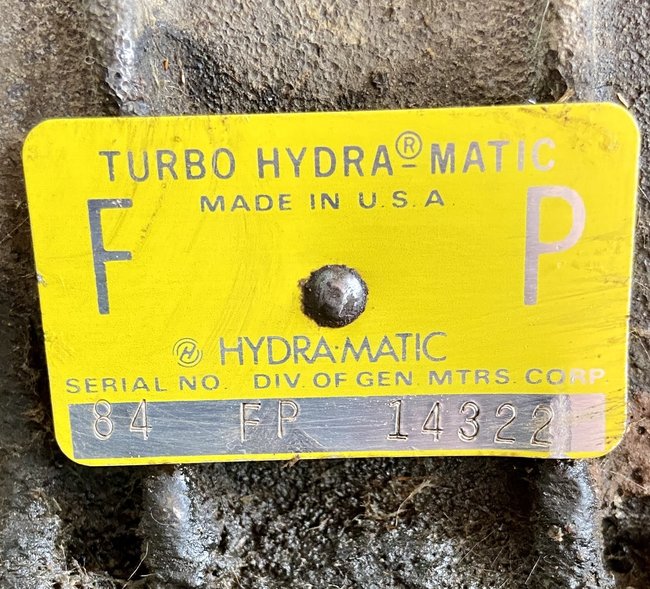 TURBO HYDRA®-MATIC
MADE IN U.S.A.
F P
HYDRA·MATIC
SERIAL NO. DIV. OF GEN. MTRS. CORP
84 FP 14322